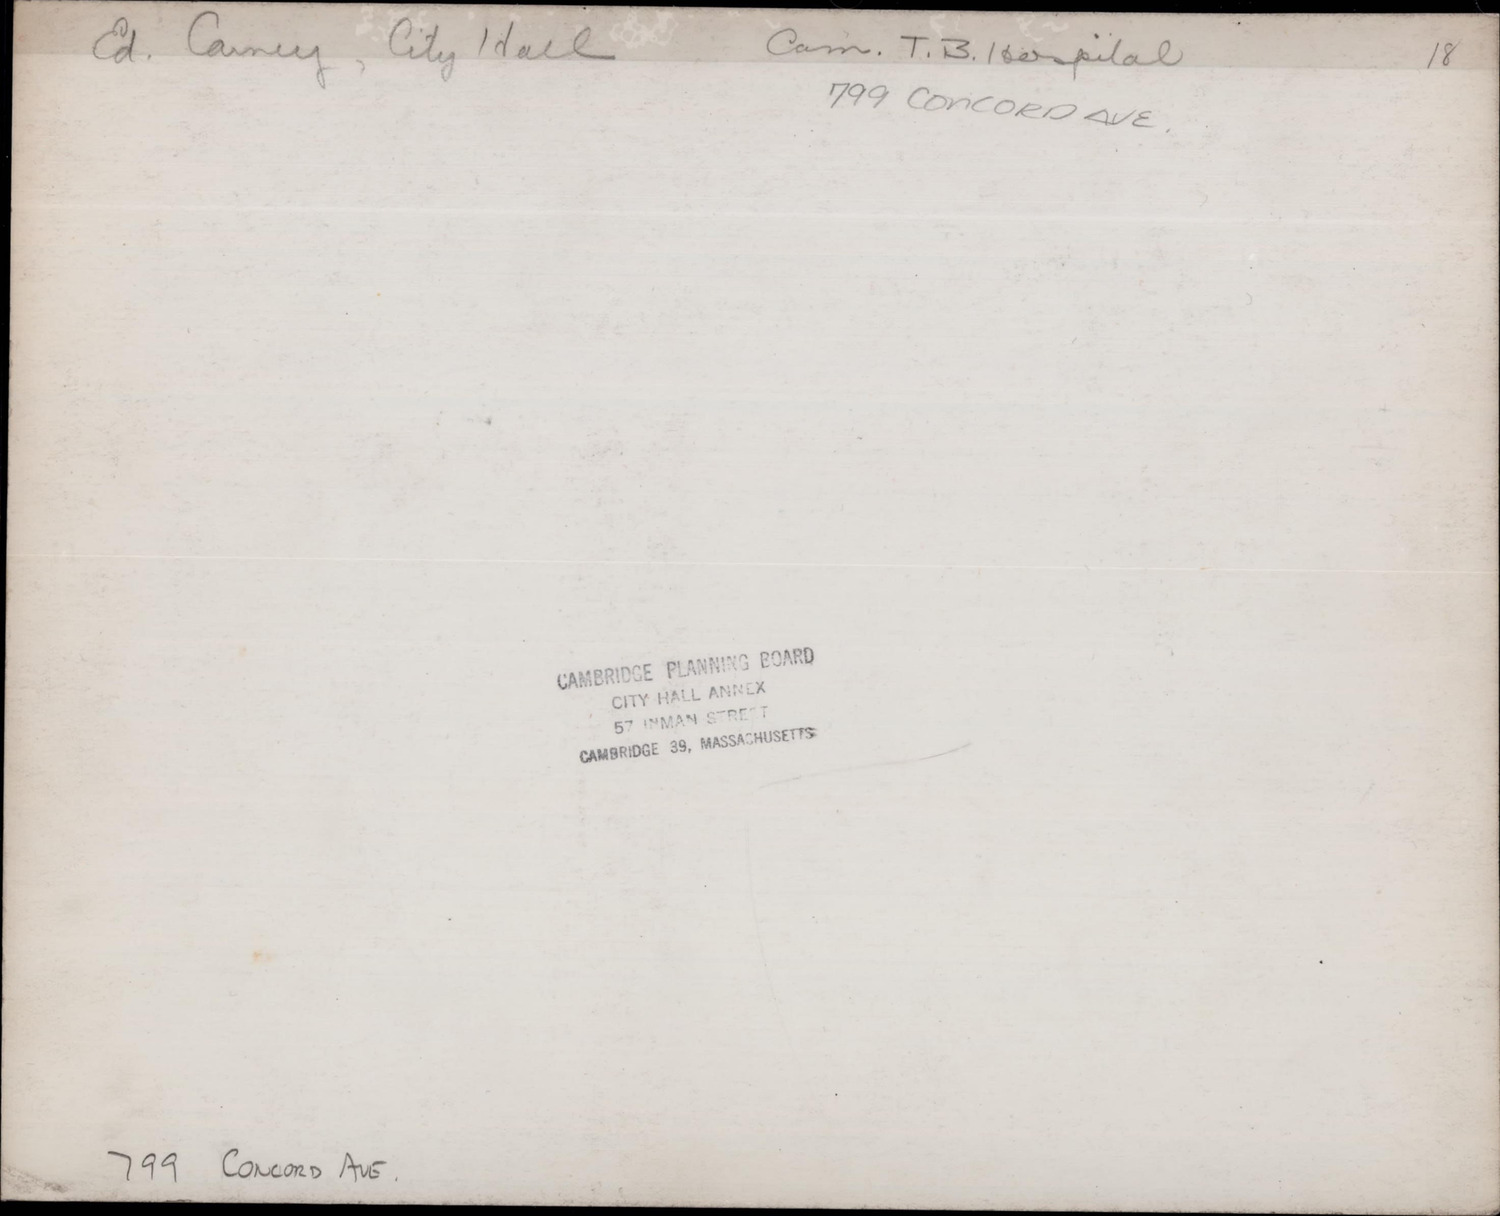 Ed. Carney, City Hall
Cam. T.B. Hospital
18
799 CONCORD AVE.
CAMBRIDGE PLANNING BOARD
CITY HALL ANNEX
57 INMAN STREET
CAMBRIDGE 39, MASSACHUSETTS
799 CONCORD AVE.